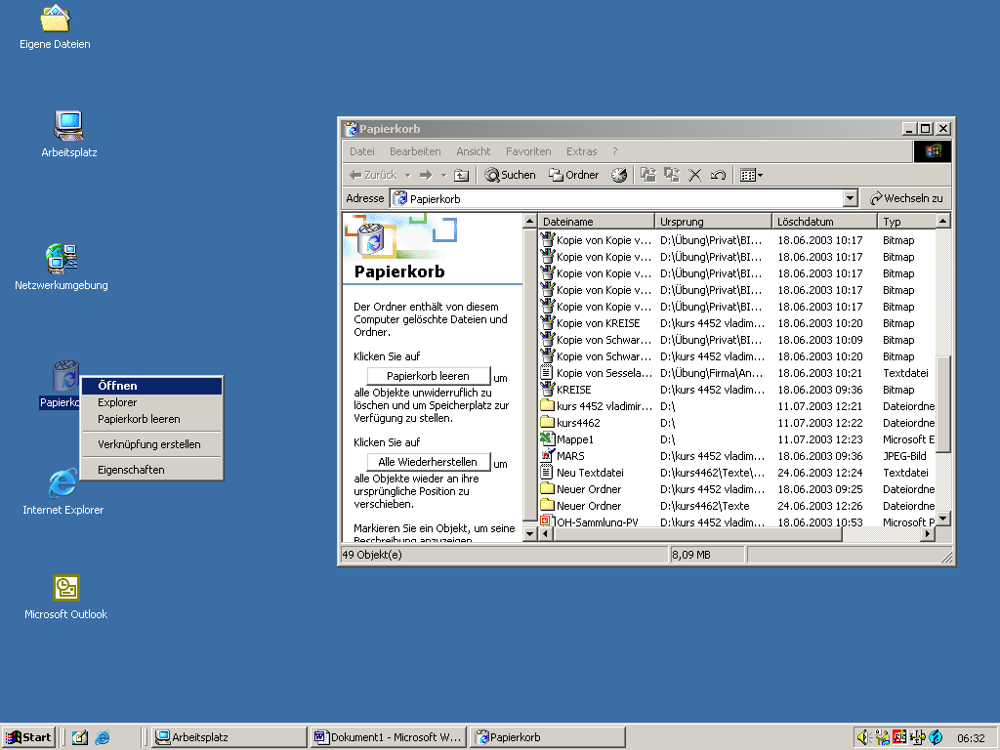 Eigene Dateien
Arbeitsplatz
Netzwerkumgebung
Papierko
Öffnen
Explorer
Papierkorb leeren
Verknüpfung erstellen
Eigenschaften
Internet Explorer
Microsoft Outlook
Papierkorb
Datei Bearbeiten Ansicht Favoriten Extras ?
Zurück Suchen Ordner
Adresse Papierkorb Wechseln zu
Papierkorb
Der Ordner enthält von diesem
Computer gelöschte Dateien und
Ordner.
Klicken Sie auf
Papierkorb leeren um
alle Objekte unwiderruflich zu
löschen und um Speicherplatz zur
Verfügung zu stellen.
Klicken Sie auf
Alle Wiederherstellen um
alle Objekte wieder an ihre
ursprüngliche Position zu
verschieben.
Markieren Sie ein Objekt, um seine
Beschreibung anzuzeigen.
Dateiname Ursprung Löschdatum Typ
Kopie von Kopie v... D:\Übung\Privat\BI... 18.06.2003 10:17 Bitmap
Kopie von Kopie v... D:\Übung\Privat\BI... 18.06.2003 10:17 Bitmap
Kopie von Kopie v... D:\Übung\Privat\BI... 18.06.2003 10:17 Bitmap
Kopie von Kopie v... D:\Übung\Privat\BI... 18.06.2003 10:17 Bitmap
Kopie von Kopie v... D:\Übung\Privat\BI... 18.06.2003 10:17 Bitmap
Kopie von KREISE D:\kurs 4452 vladim... 18.06.2003 10:20 Bitmap
Kopie von Schwar... D:\Übung\Privat\BI... 18.06.2003 10:09 Bitmap
Kopie von Schwar... D:\kurs 4452 vladim... 18.06.2003 10:20 Bitmap
Kopie von Sessela... D:\Übung\Firma\An... 18.06.2003 10:21 Textdatei
KREISE D:\kurs 4452 vladim... 18.06.2003 09:36 Bitmap
kurs 4452 vladimir... D:\ 11.07.2003 12:21 Dateiordne
kurs4462 D:\ 11.07.2003 12:22 Dateiordne
Mappe1 D:\ 11.07.2003 12:23 Microsoft E
MARS D:\kurs 4452 vladim... 18.06.2003 09:36 JPEG-Bild
Neu Textdatei D:\kurs4462\Texte\... 24.06.2003 12:24 Textdatei
Neuer Ordner D:\kurs 4452 vladim... 18.06.2003 09:25 Dateiordne
Neuer Ordner D:\kurs4462\Texte 24.06.2003 12:26 Dateiordne
OH-Sammlung-PV D:\kurs 4452 vladim... 18.06.2003 10:53 Microsoft P
49 Objekt(e) 8,09 MB
Start Arbeitsplatz Dokument1 - Microsoft W... Papierkorb 06:32